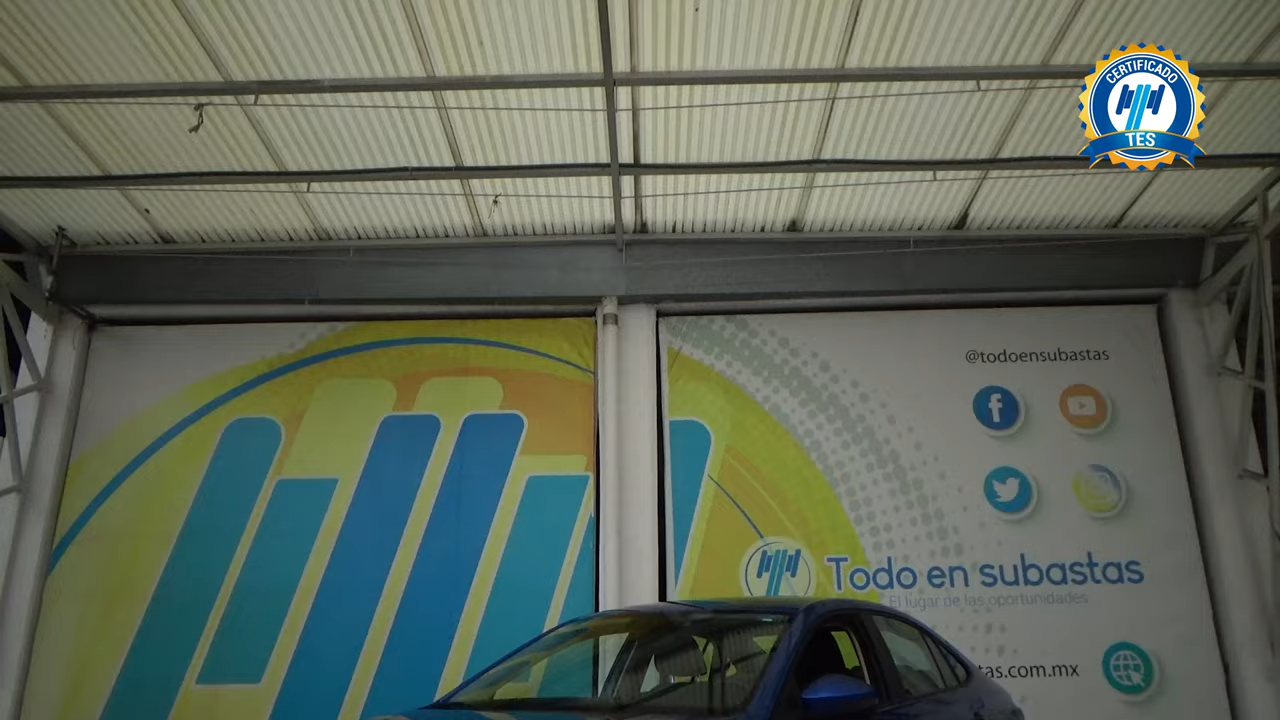 CERTIFICADO
TES
@todoensubastas
Todo en subastas
El lugar de las oportunidades
tas.com.mx